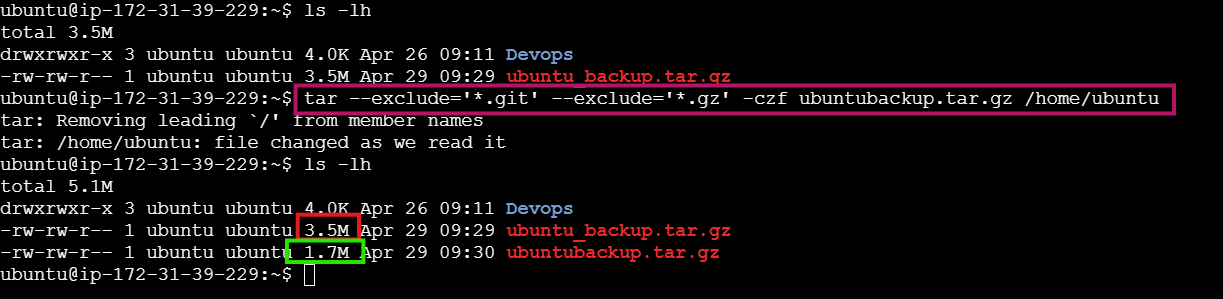 ubuntu@ip-172-31-39-229:~$ ls -lh
total 3.5M
drwxrwxr-x 3 ubuntu ubuntu 4.0K Apr 26 09:11 Devops
-rw-rw-r-- 1 ubuntu ubuntu 3.5M Apr 29 09:29 ubuntu_backup.tar.gz
ubuntu@ip-172-31-39-229:~$ tar --exclude='*.git' --exclude='*.gz' -czf ubuntubackup.tar.gz /home/ubuntu
tar: Removing leading `/' from member names
tar: /home/ubuntu: file changed as we read it
ubuntu@ip-172-31-39-229:~$ ls -lh
total 5.1M
drwxrwxr-x 3 ubuntu ubuntu 4.0K Apr 26 09:11 Devops
-rw-rw-r-- 1 ubuntu ubuntu 3.5M Apr 29 09:29 ubuntu_backup.tar.gz
-rw-rw-r-- 1 ubuntu ubuntu 1.7M Apr 29 09:30 ubuntubackup.tar.gz
ubuntu@ip-172-31-39-229:~$